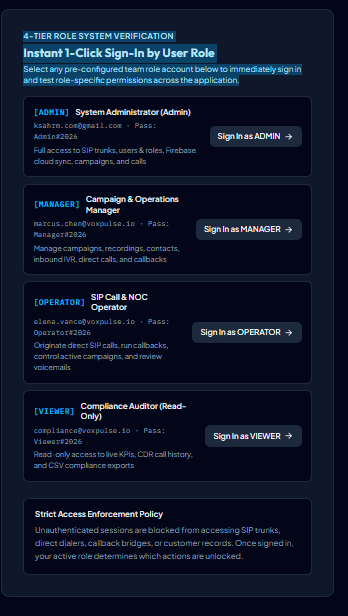 4-TIER ROLE SYSTEM VERIFICATION
Instant 1-Click Sign-In by User Role
Select any pre-configured team role account below to immediately sign in
and test role-specific permissions across the application.
[ADMIN] System Administrator (Admin)
ksahrm.com@gmail.com · Pass:
Admin#2026
Full access to SIP trunks, users & roles, Firebase
cloud sync, campaigns, and calls
Sign In as ADMIN →
[MANAGER] Campaign & Operations
Manager
marcus.chen@voxpulse.io · Pass:
Manager#2026
Manage campaigns, recordings, contacts,
inbound IVR, direct calls, and callbacks
Sign In as MANAGER →
[OPERATOR] SIP Call & NOC
Operator
elena.vance@voxpulse.io · Pass:
Operator#2026
Originate direct SIP calls, run callbacks,
control active campaigns, and review
voicemails
Sign In as OPERATOR →
[VIEWER] Compliance Auditor (Read-
Only)
compliance@voxpulse.io · Pass:
Viewer#2026
Read-only access to live KPIs, CDR call history,
and CSV compliance exports
Sign In as VIEWER →
Strict Access Enforcement Policy
Unauthenticated sessions are blocked from accessing SIP trunks,
direct dialers, callback bridges, or customer records. Once signed in,
your active role determines which actions are unlocked.